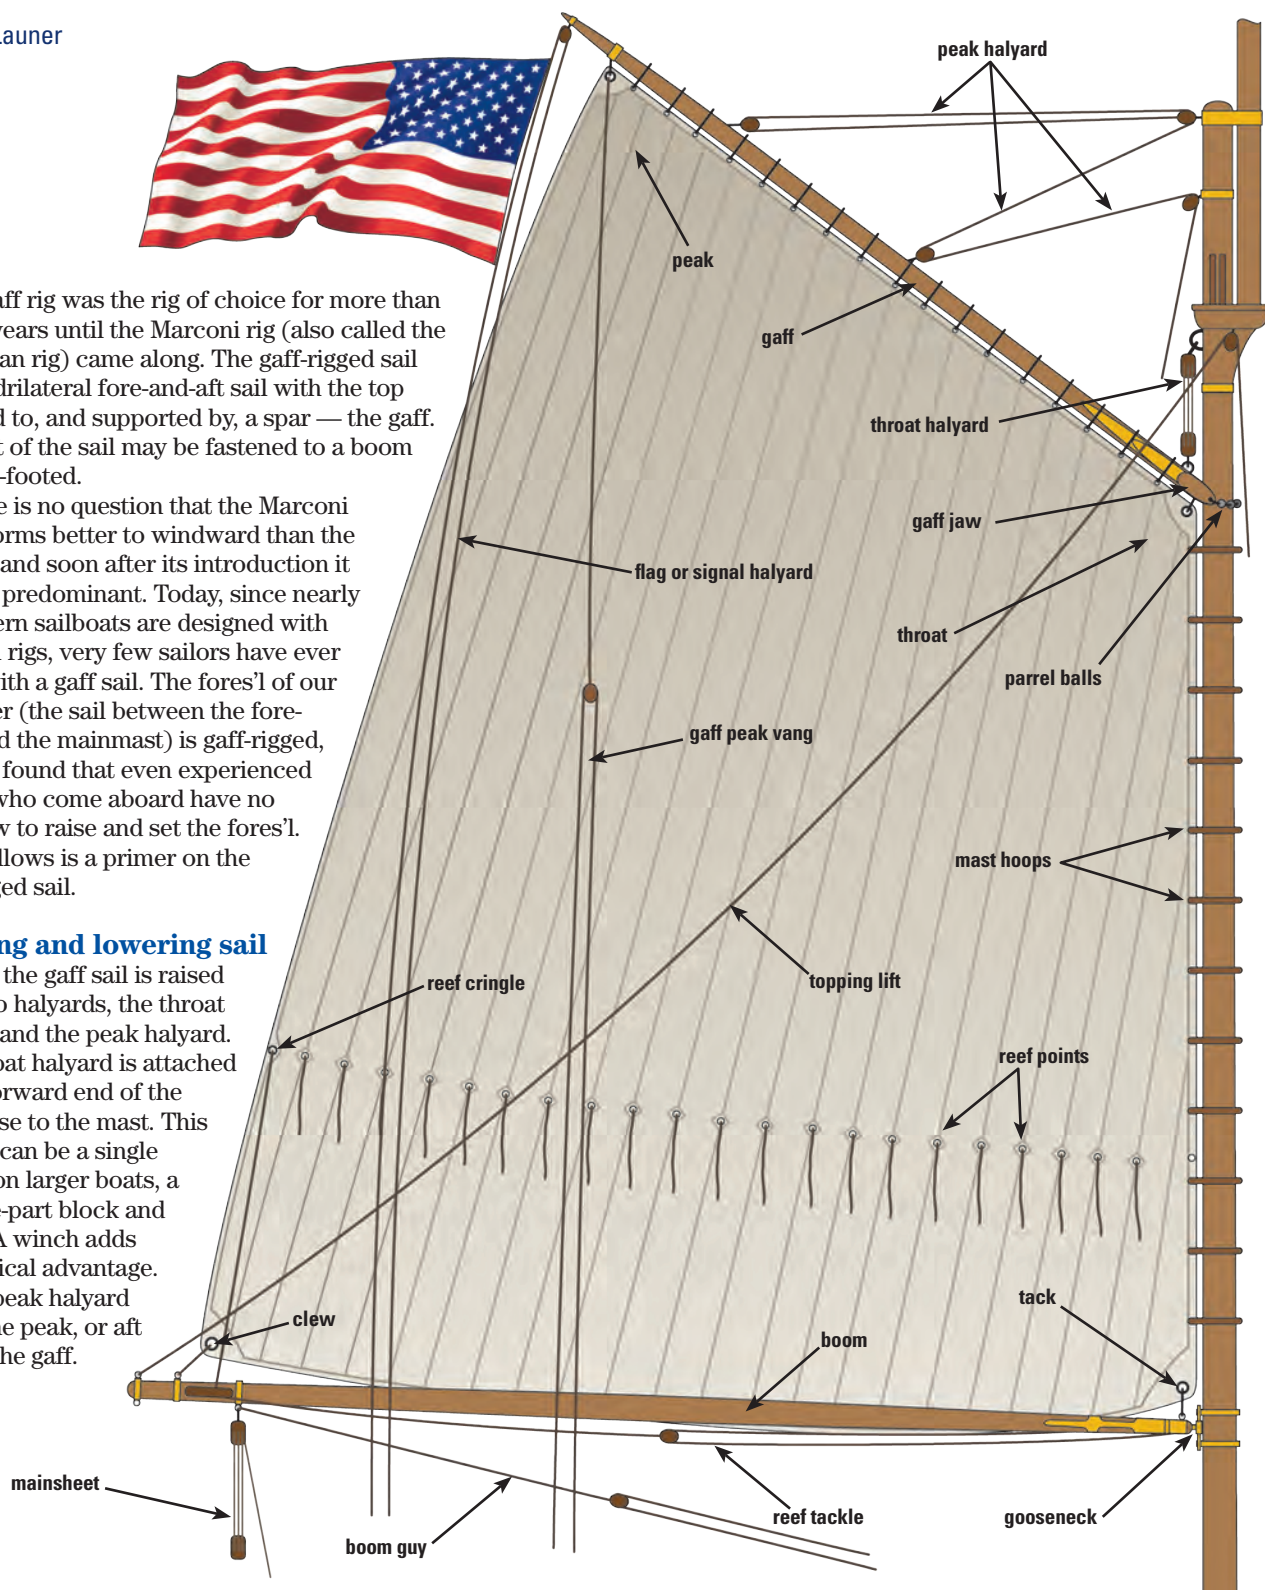 Launer
aff rig was the rig of choice for more than
years until the Marconi rig (also called the
an rig) came along. The gaff-rigged sail
drilateral fore-and-aft sail with the top
d to, and supported by, a spar — the gaff.
t of the sail may be fastened to a boom
-footed.
e is no question that the Marconi
orms better to windward than the
and soon after its introduction it
predominant. Today, since nearly
ern sailboats are designed with
rigs, very few sailors have ever
with a gaff sail. The fores’l of our
er (the sail between the fore-
d the mainmast) is gaff-rigged,
found that even experienced
who come aboard have no
w to raise and set the fores’l.
llows is a primer on the
ged sail.
ng and lowering sail
the gaff sail is raised
o halyards, the throat
and the peak halyard.
oat halyard is attached
orward end of the
se to the mast. This
can be a single
on larger boats, a
e-part block and
A winch adds
ical advantage.
peak halyard
he peak, or aft
the gaff.
peak halyard
peak
gaff
throat halyard
gaff jaw
flag or signal halyard
throat
parrel balls
gaff peak vang
mast hoops
topping lift
reef cringle
reef points
tack
clew
boom
mainsheet
reef tackle
gooseneck
boom guy